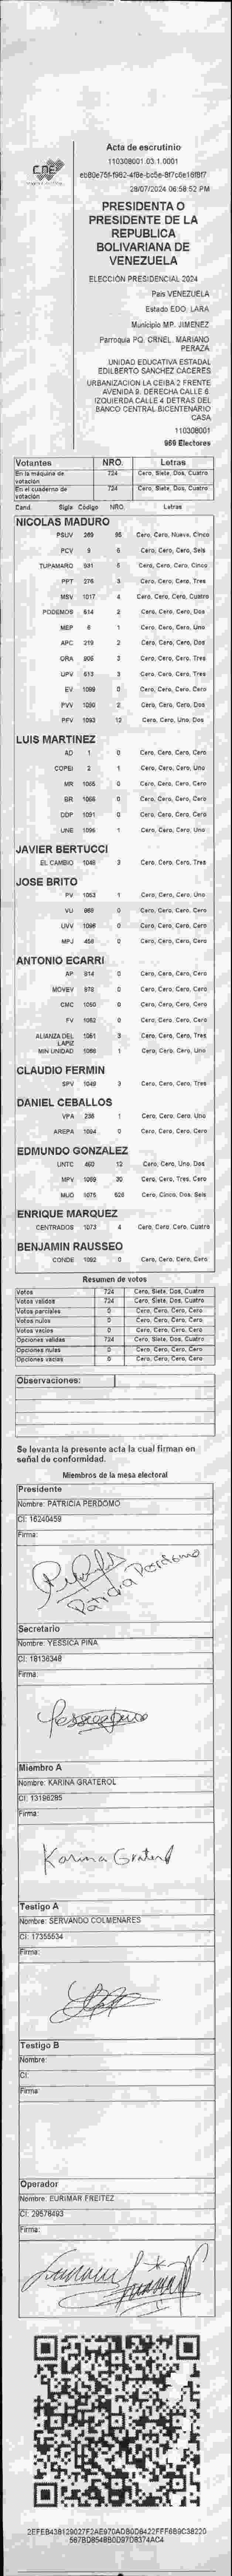 CNE
Acta de escrutinio
110308001.03.1.0001
28/07/2024 06:58:52 PM
PRESIDENTA O
PRESIDENTE DE LA
REPUBLICA
BOLIVARIANA DE
VENEZUELA
ELECCIÓN PRESIDENCIAL 2024
País VENEZUELA
Estado EDO. LARA
Municipio MP. JIMENEZ
Parroquia PQ. CRNEL. MARIANO
PERAZA
UNIDAD EDUCATIVA ESTADAL
EDILBERTO SANCHEZ CACERES
URBANIZACION LA CEIBA 2 FRENTE
AVENIDA 9. DERECHA CALLE 6.
IZQUIERDA CALLE 4 DETRAS DEL
BANCO CENTRAL BICENTENARIO
CASA
110308001
969 Electores
Votantes NRO. Letras
En la máquina de votación 724 Cero, Siete, Dos, Cuatro
En el cuaderno de votación 724 Cero, Siete, Dos, Cuatro
Cand. Sigla Código NRO. Letras
NICOLAS MADURO
PSUV 269 95 Cero, Cero, Nueve, Cinco
PCV 9 6 Cero, Cero, Cero, Seis
TUPAMARO 931 5 Cero, Cero, Cero, Cinco
PPT 276 3 Cero, Cero, Cero, Tres
MSV 1017 4 Cero, Cero, Cero, Cuatro
PODEMOS 514 2 Cero, Cero, Cero, Dos
MEP 6 1 Cero, Cero, Cero, Uno
APC 219 2 Cero, Cero, Cero, Dos
ORA 905 3 Cero, Cero, Cero, Tres
UPV 613 3 Cero, Cero, Cero, Tres
EV 1089 0 Cero, Cero, Cero, Cero
PVV 1090 2 Cero, Cero, Cero, Dos
PFV 1093 12 Cero, Cero, Uno, Dos
LUIS MARTINEZ
AD 1 0 Cero, Cero, Cero, Cero
COPEI 2 1 Cero, Cero, Cero, Uno
MR 1065 0 Cero, Cero, Cero, Cero
BR 1066 0 Cero, Cero, Cero, Cero
DDP 1091 0 Cero, Cero, Cero, Cero
UNE 1096 1 Cero, Cero, Cero, Uno
JAVIER BERTUCCI
EL CAMBIO 1048 3 Cero, Cero, Cero, Tres
JOSE BRITO
PV 1053 1 Cero, Cero, Cero, Uno
VU 969 0 Cero, Cero, Cero, Cero
UVV 1098 0 Cero, Cero, Cero, Cero
MPJ 458 0 Cero, Cero, Cero, Cero
ANTONIO ECARRI
AP 914 0 Cero, Cero, Cero, Cero
MOVEV 978 0 Cero, Cero, Cero, Cero
CMC 1050 0 Cero, Cero, Cero, Cero
FV 1052 0 Cero, Cero, Cero, Cero
ALIANZA DEL LAPIZ 1051 3 Cero, Cero, Cero, Tres
MIN UNIDAD 1068 1 Cero, Cero, Cero, Uno
CLAUDIO FERMIN
SPV 1049 3 Cero, Cero, Cero, Tres
DANIEL CEBALLOS
VPA 235 1 Cero, Cero, Cero, Uno
AREPA 1094 0 Cero, Cero, Cero, Cero
EDMUNDO GONZALEZ
UNTC 460 12 Cero, Cero, Uno, Dos
MPV 1069 30 Cero, Cero, Tres, Cero
MUD 1075 526 Cero, Cinco, Dos, Seis
ENRIQUE MARQUEZ
CENTRADOS 1073 4 Cero, Cero, Cero, Cuatro
BENJAMIN RAUSSEO
CONDE 1092 0 Cero, Cero, Cero, Cero
Resumen de votos
Votos 724 Cero, Siete, Dos, Cuatro
Votos validos 724 Cero, Siete, Dos, Cuatro
Votos parciales 0 Cero, Cero, Cero, Cero
Votos nulos 0 Cero, Cero, Cero, Cero
Votos vacios 0 Cero, Cero, Cero, Cero
Opciones validas 724 Cero, Siete, Dos, Cuatro
Opciones nulas 0 Cero, Cero, Cero, Cero
Opciones vacias 0 Cero, Cero, Cero, Cero
Observaciones:
Se levanta la presente acta la cual firman en
señal de conformidad.
Miembros de la mesa electoral
Presidente
Nombre: PATRICIA PERDOMO
CI: 16240459
Firma:
Patricia Perdomo
Secretario
Nombre: YESSICA PIÑA
CI: 18136348
Firma:
Miembro A
Nombre: KARINA GRATEROL
CI: 13196285
Firma:
Karina Graterol
Testigo A
Nombre: SERVANDO COLMENARES
CI: 17355534
Firma:
Testigo B
Nombre:
CI:
Firma:
Operador
Nombre: EURIMAR FREITEZ
CI: 29578493
Firma: